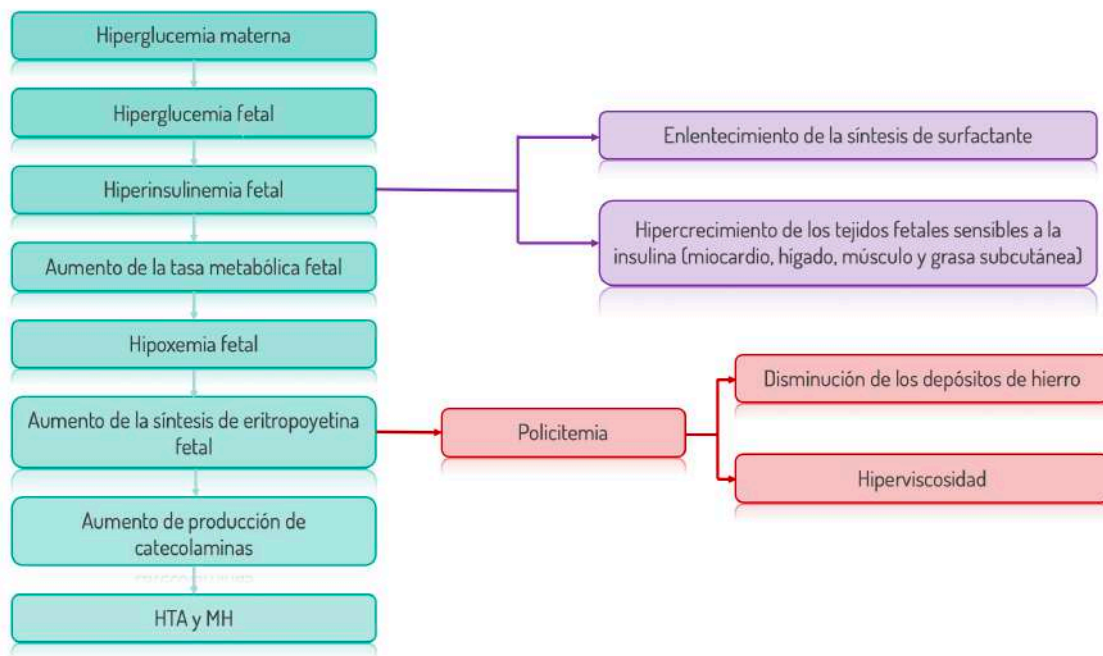 Hiperglucemia materna
Hiperglucemia fetal
Hiperinsulinemia fetal
Aumento de la tasa metabólica fetal
Hipoxemia fetal
Aumento de la síntesis de eritropoyetina
fetal
Aumento de producción de
catecolaminas
HTA y MH
Enlentecimiento de la síntesis de surfactante
Hipercrecimiento de los tejidos fetales sensibles a la
insulina (miocardio, hígado, músculo y grasa subcutánea)
Policitemia
Disminución de los depósitos de hierro
Hiperviscosidad